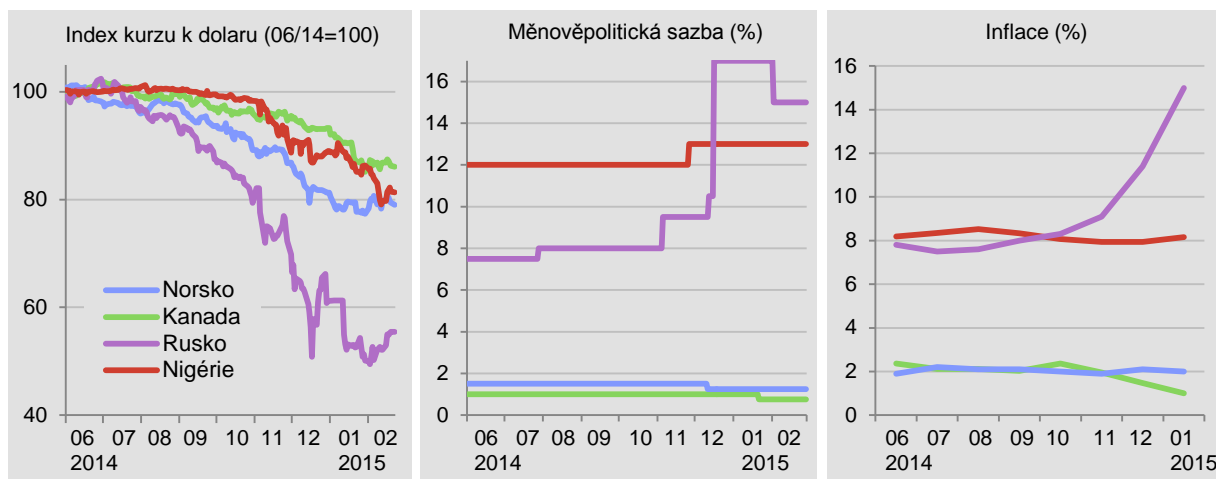 Index kurzu k dolaru (06/14=100)
100
80
60
40
Norsko
Kanada
Rusko
Nigérie
06 07 08 09 10 11 12 01 02
2014 2015
Měnověpolitická sazba (%)
16
14
12
10
8
6
4
2
0
06 07 08 09 10 11 12 01 02
2014 2015
Inflace (%)
16
14
12
10
8
6
4
2
0
06 07 08 09 10 11 12 01
2014 2015